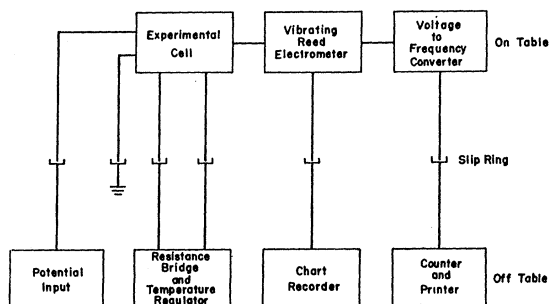 Experimental
Cell
Vibrating
Reed
Electrometer
Voltage
to
Frequency
Converter
On Table
Slip Ring
Potential
Input
Resistance
Bridge
and
Temperature
Regulator
Chart
Recorder
Counter
and
Printer
Off Table